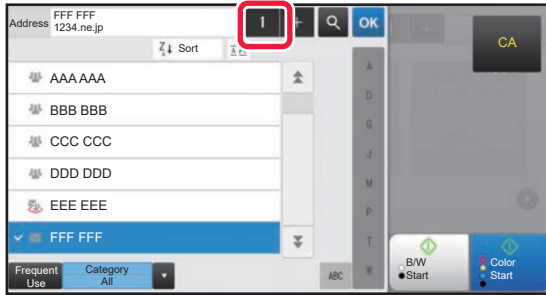 Address FFF FFF
1234.ne.jp
1 + OK
CA
Z↓ Sort
A
AAA AAA
D
BBB BBB
G
CCC CCC
J
DDD DDD
M
EEE EEE
P
✓ FFF FFF
T
W
Frequent Use
Category All
ABC
B/W Start
Color Start